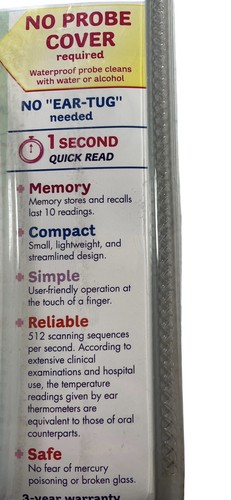 NO PROBE
COVER
required
Waterproof probe cleans
with water or alcohol
NO "EAR-TUG"
needed
1 SECOND
QUICK READ
Memory
Memory stores and recalls
last 10 readings.
Compact
Small, lightweight, and
streamlined design.
Simple
User-friendly operation at
the touch of a finger.
Reliable
512 scanning sequences
per second. According to
extensive clinical
examinations and hospital
use, the temperature
readings given by ear
thermometers are
equivalent to those of oral
counterparts.
Safe
No fear of mercury
poisoning or broken glass.
3-year warranty